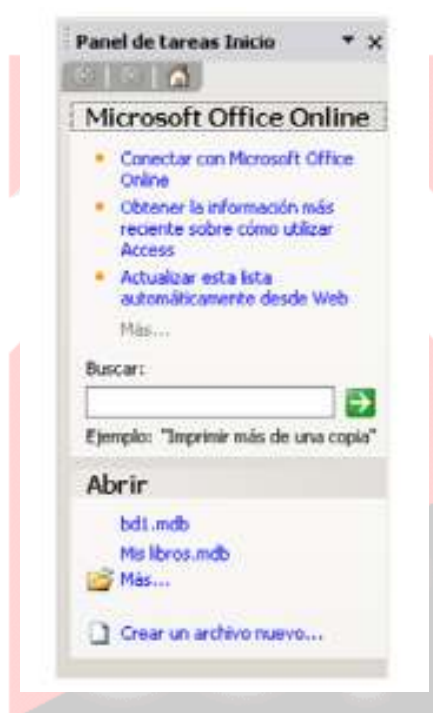 Panel de tareas Inicio
Microsoft Office Online
Conectar con Microsoft Office
Online
Obtener la información más
reciente sobre cómo utilizar
Access
Actualizar esta lista
automáticamente desde Web
Más...
Buscar:
Ejemplo: "Imprimir más de una copia"
Abrir
bd1.mdb
Mis libros.mdb
Más...
Crear un archivo nuevo...